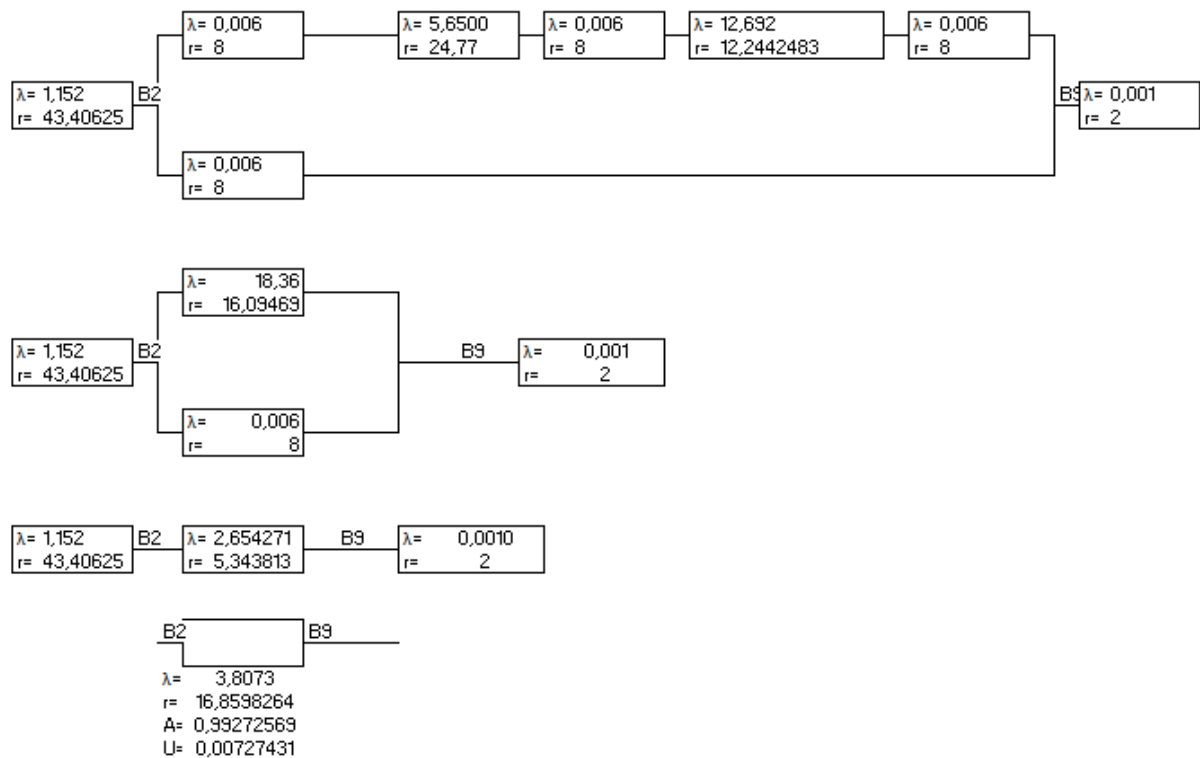 λ= 0,006
r= 8
λ= 5,6500
r= 24,77
λ= 0,006
r= 8
λ= 12,692
r= 12,2442483
λ= 0,006
r= 8
λ= 1,152
r= 43,40625
B2
B9
λ= 0,001
r= 2
λ= 0,006
r= 8
λ= 18,36
r= 16,09469
λ= 1,152
r= 43,40625
B2
B9
λ= 0,001
r= 2
λ= 0,006
r= 8
λ= 1,152
r= 43,40625
B2
λ= 2,654271
r= 5,343813
B9
λ= 0,0010
r= 2
B2
B9
λ= 3,8073
r= 16,8598264
A= 0,99272569
U= 0,00727431